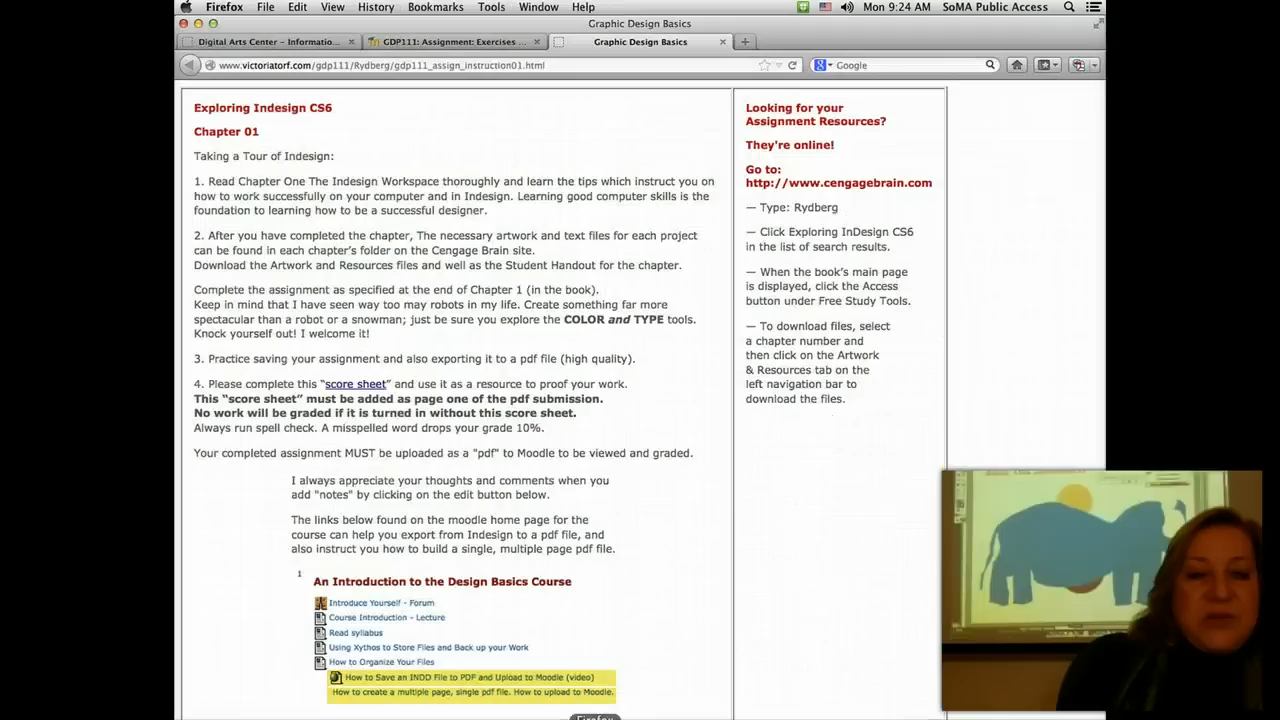 Firefox File Edit View History Bookmarks Tools Window Help Mon 9:24 AM SoMA Public Access
Graphic Design Basics
Digital Arts Center – Informatio... GDP111: Assignment: Exercises ... Graphic Design Basics
www.victoriatorf.com/gdp111/Rydberg/gdp111_assign_instruction01.html Google
Exploring Indesign CS6
Chapter 01
Taking a Tour of Indesign:
1. Read Chapter One The Indesign Workspace thoroughly and learn the tips which instruct you on
how to work successfully on your computer and in Indesign. Learning good computer skills is the
foundation to learning how to be a successful designer.
2. After you have completed the chapter, The necessary artwork and text files for each project
can be found in each chapter's folder on the Cengage Brain site.
Download the Artwork and Resources files and well as the Student Handout for the chapter.
Complete the assignment as specified at the end of Chapter 1 (in the book).
Keep in mind that I have seen way too may robots in my life. Create something far more
spectacular than a robot or a snowman; just be sure you explore the COLOR and TYPE tools.
Knock yourself out! I welcome it!
3. Practice saving your assignment and also exporting it to a pdf file (high quality).
4. Please complete this “score sheet” and use it as a resource to proof your work.
This “score sheet” must be added as page one of the pdf submission.
No work will be graded if it is turned in without this score sheet.
Always run spell check. A misspelled word drops your grade 10%.
Your completed assignment MUST be uploaded as a "pdf" to Moodle to be viewed and graded.
I always appreciate your thoughts and comments when you
add "notes" by clicking on the edit button below.
The links below found on the moodle home page for the
course can help you export from Indesign to a pdf file, and
also instruct you how to build a single, multiple page pdf file.
1
An Introduction to the Design Basics Course
Introduce Yourself - Forum
Course Introduction - Lecture
Read syllabus
Using Xythos to Store Files and Back up your Work
How to Organize Your Files
How to Save an INDD File to PDF and Upload to Moodle (video)
How to create a multiple page, single pdf file. How to upload to Moodle.
Firefox
Looking for your
Assignment Resources?
They're online!
Go to:
http://www.cengagebrain.com
— Type: Rydberg
— Click Exploring InDesign CS6
in the list of search results.
— When the book’s main page
is displayed, click the Access
button under Free Study Tools.
— To download files, select
a chapter number and
then click on the Artwork
& Resources tab on the
left navigation bar to
download the files.